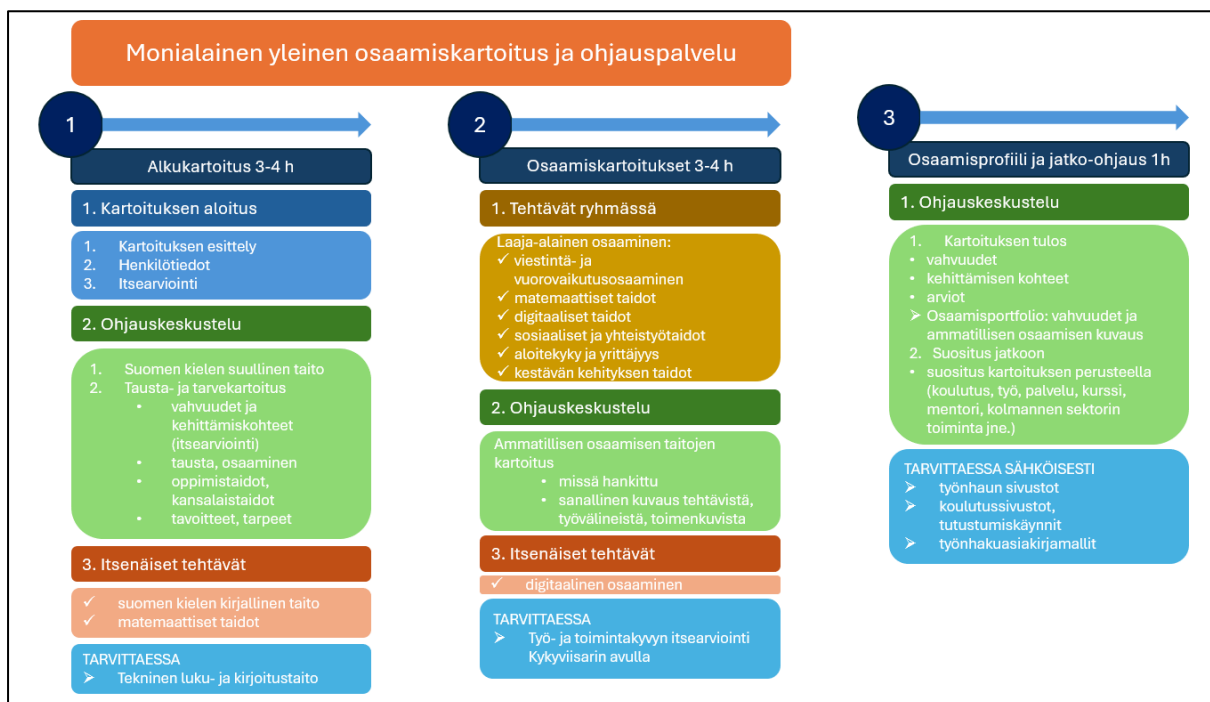 Monialainen yleinen osaamiskartoitus ja ohjauspalvelu
1
Alkukartoitus 3-4 h
1. Kartoituksen aloitus
1. Kartoituksen esittely
2. Henkilötiedot
3. Itsearviointi
2. Ohjauskeskustelu
1. Suomen kielen suullinen taito
2. Tausta- ja tarvekartoitus
• vahvuudet ja
kehittämiskohteet
(itsearviointi)
• tausta, osaaminen
• oppimistaidot,
kansalaistaidot
• tavoitteet, tarpeet
3. Itsenäiset tehtävät
✓ suomen kielen kirjallinen taito
✓ matemaattiset taidot
TARVITTAESSA
➢ Tekninen luku- ja kirjoitustaito
2
Osaamiskartoitukset 3-4 h
1. Tehtävät ryhmässä
Laaja-alainen osaaminen:
✓ viestintä- ja
vuorovaikutusosaaminen
✓ matemaattiset taidot
✓ digitaaliset taidot
✓ sosiaaliset ja yhteistyötaidot
✓ aloitekyky ja yrittäjyys
✓ kestävän kehityksen taidot
2. Ohjauskeskustelu
Ammatillisen osaamisen taitojen
kartoitus
• missä hankittu
• sanallinen kuvaus tehtävistä,
työvälineistä, toimenkuvista
3. Itsenäiset tehtävät
✓ digitaalinen osaaminen
TARVITTAESSA
➢ Työ- ja toimintakyvyn itsearviointi
Kykyviisarin avulla
3
Osaamisprofiili ja jatko-ohjaus 1h
1. Ohjauskeskustelu
1. Kartoituksen tulos
• vahvuudet
• kehittämisen kohteet
• arviot
➢ Osaamisportfolio: vahvuudet ja
ammatillisen osaamisen kuvaus
2. Suositus jatkoon
• suositus kartoituksen perusteella
(koulutus, työ, palvelu, kurssi,
mentori, kolmannen sektorin
toiminta jne.)
TARVITTAESSA SÄHKÖISESTI
➢ työnhaun sivustot
➢ koulutussivustot,
tutustumiskäynnit
➢ työnhakuasiakirjamallit